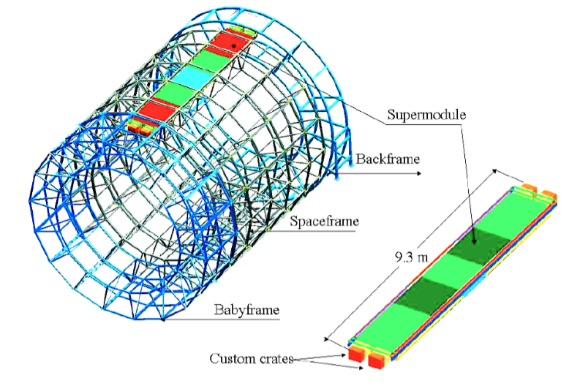 Supermodule
Backframe
Spaceframe
9.3 m
Babyframe
Custom crates